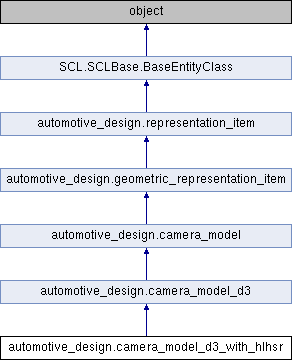 object
SCL.SCLBase.BaseEntityClass
automotive_design.representation_item
automotive_design.geometric_representation_item
automotive_design.camera_model
automotive_design.camera_model_d3
automotive_design.camera_model_d3_with_hlhsr